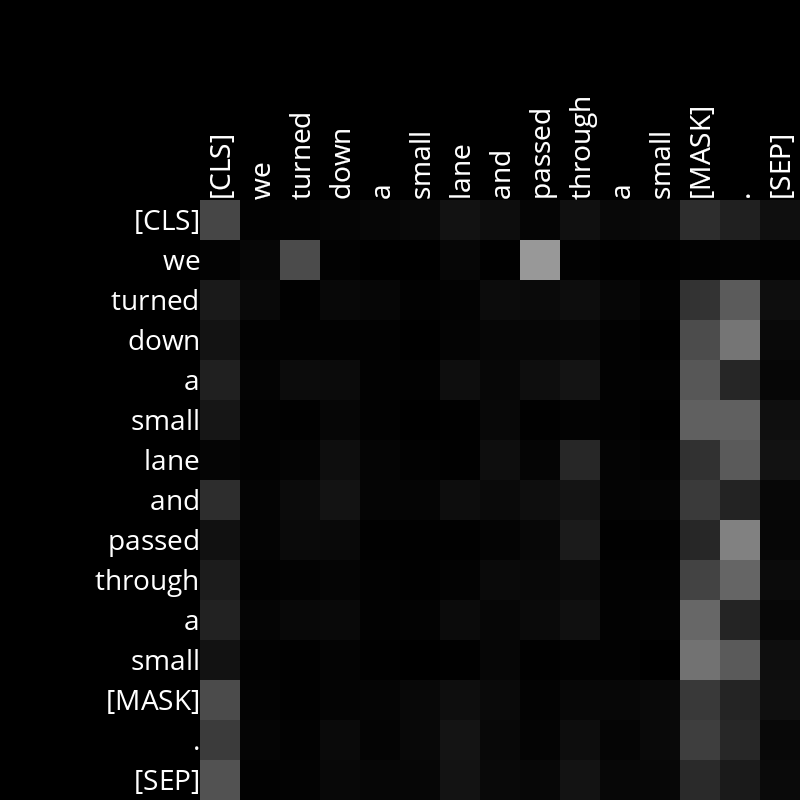 [CLS] we turned down a small lane and passed through a small [MASK] . [SEP]
[CLS]
we
turned
down
a
small
lane
and
passed
through
a
small
[MASK]
.
[SEP]